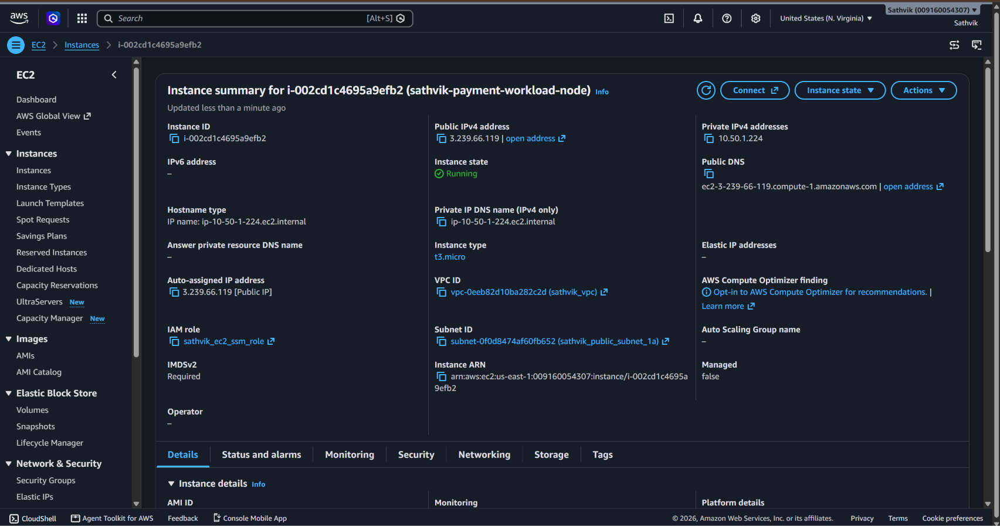 aws
Search
[Alt+S]
United States (N. Virginia) ▼
Sathvik (009160054307) ▼
Sathvik
EC2
Instances
i-002cd1c4695a9efb2
EC2
Dashboard
AWS Global View
Events
Instances
Instances
Instance Types
Launch Templates
Spot Requests
Savings Plans
Reserved Instances
Dedicated Hosts
Capacity Reservations
UltraServers New
Capacity Manager New
Images
AMIs
AMI Catalog
Elastic Block Store
Volumes
Snapshots
Lifecycle Manager
Network & Security
Security Groups
Elastic IPs
Instance summary for i-002cd1c4695a9efb2 (sathvik-payment-workload-node) Info
Updated less than a minute ago
Connect
Instance state ▼
Actions ▼
Instance ID
i-002cd1c4695a9efb2
Public IPv4 address
3.239.66.119 | open address
Private IPv4 addresses
10.50.1.224
IPv6 address
–
Instance state
Running
Public DNS
ec2-3-239-66-119.compute-1.amazonaws.com | open address
Hostname type
IP name: ip-10-50-1-224.ec2.internal
Private IP DNS name (IPv4 only)
ip-10-50-1-224.ec2.internal
Answer private resource DNS name
–
Instance type
t3.micro
Elastic IP addresses
–
Auto-assigned IP address
3.239.66.119 [Public IP]
VPC ID
vpc-0eeb82d10ba282c2d (sathvik_vpc)
AWS Compute Optimizer finding
Opt-in to AWS Compute Optimizer for recommendations. |
Learn more
IAM role
sathvik_ec2_ssm_role
Subnet ID
subnet-0f0d8474af60fb652 (sathvik_public_subnet_1a)
Auto Scaling Group name
–
IMDSv2
Required
Instance ARN
arn:aws:ec2:us-east-1:009160054307:instance/i-002cd1c4695a
9efb2
Managed
false
Operator
–
Details
Status and alarms
Monitoring
Security
Networking
Storage
Tags
Instance details Info
AMI ID
Monitoring
Platform details
CloudShell
Agent Toolkit for AWS
Feedback
Console Mobile App
© 2026, Amazon Web Services, Inc. or its affiliates.
Privacy
Terms
Cookie preferences